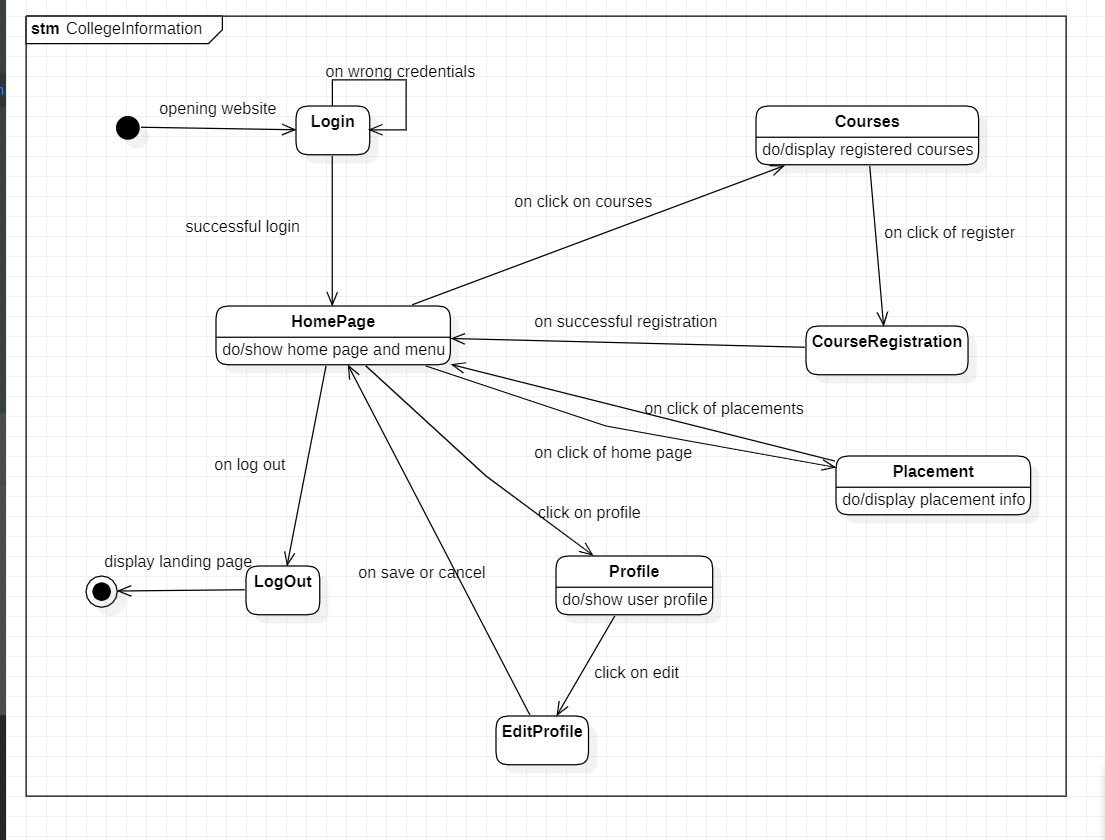 stm CollegeInformation
on wrong credentials
opening website
Login
Courses
do/display registered courses
on click on courses
successful login
on click of register
HomePage
do/show home page and menu
on successful registration
CourseRegistration
on click of placements
on click of home page
on log out
Placement
do/display placement info
click on profile
display landing page
LogOut
on save or cancel
Profile
do/show user profile
click on edit
EditProfile